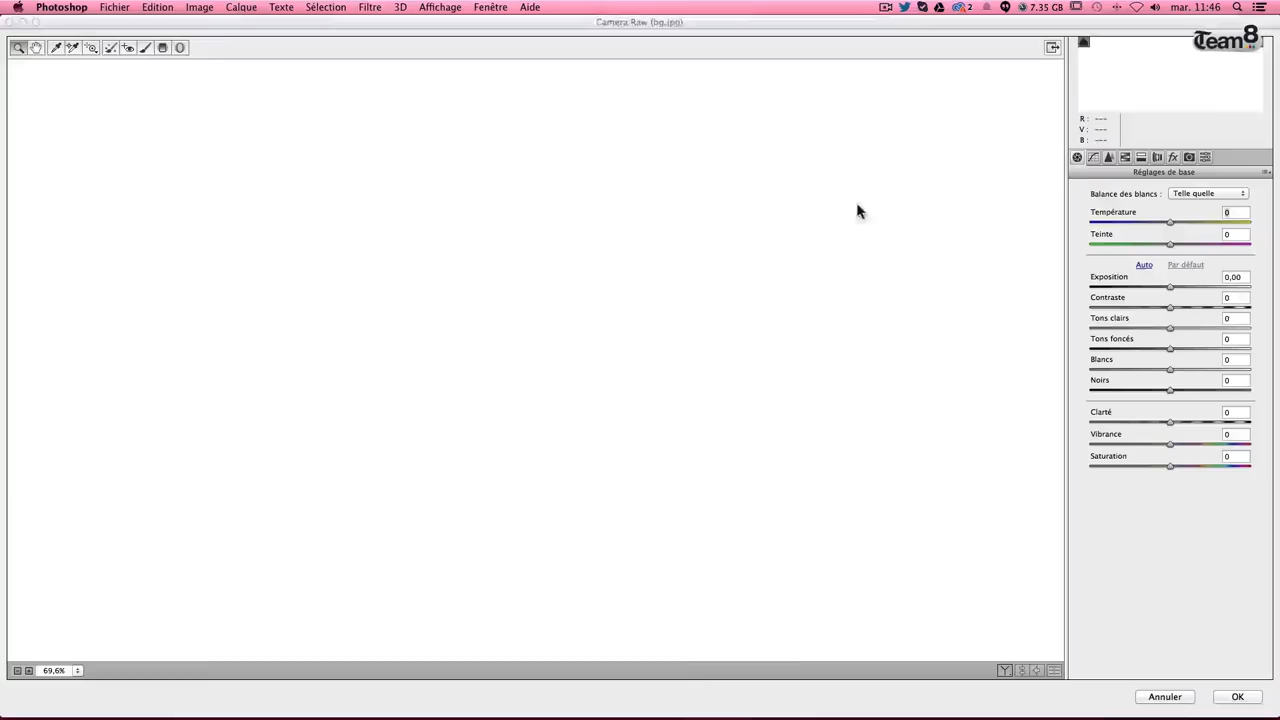 Photoshop Fichier Edition Image Calque Texte Sélection Filtre 3D Affichage Fenêtre Aide 2 7.35 GB mar. 11:46
Camera Raw (bg.jpg)
Team8
R : ---
V : ---
B : ---
fx
Réglages de base
Balance des blancs : Telle quelle
Température 0
Teinte 0
Auto Par défaut
Exposition 0,00
Contraste 0
Tons clairs 0
Tons foncés 0
Blancs 0
Noirs 0
Clarté 0
Vibrance 0
Saturation 0
69,6% Y
Annuler OK